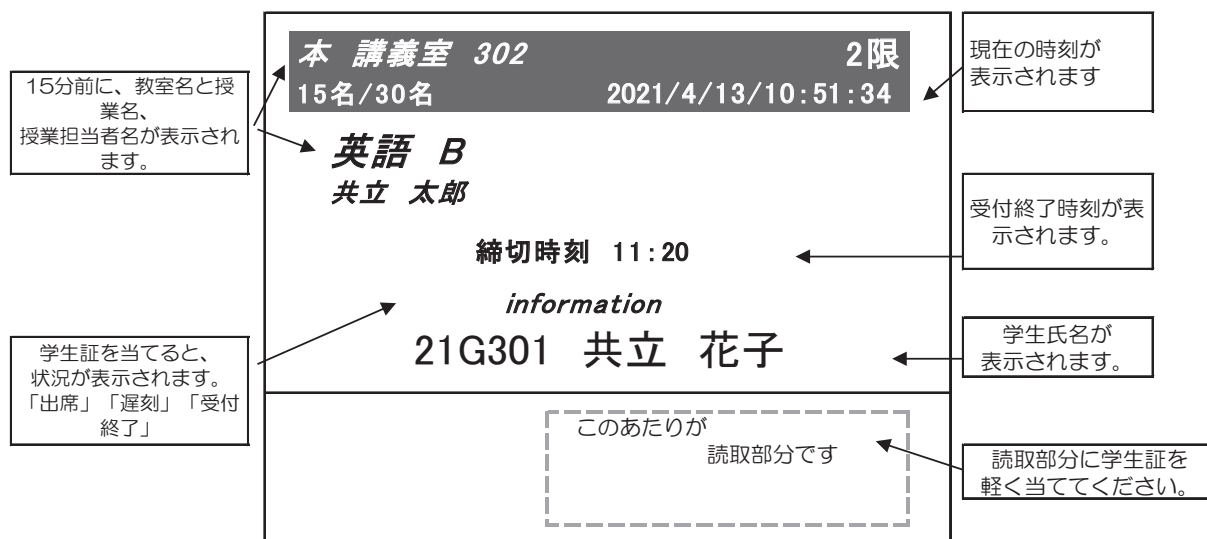 本 講義室 302
2限
15名/30名
2021/4/13/10:51:34
現在の時刻が
表示されます
15分前に、教室名と授
業名、
授業担当者名が表示され
ます。
英語 B
共立 太郎
受付終了時刻が表
示されます。
締切時刻 11:20
information
21G301 共立 花子
学生氏名が
表示されます。
学生証を当てると、
状況が表示されます。
「出席」「遅刻」「受付
終了」
このあたりが
読取部分です
読取部分に学生証を
軽く当ててください。